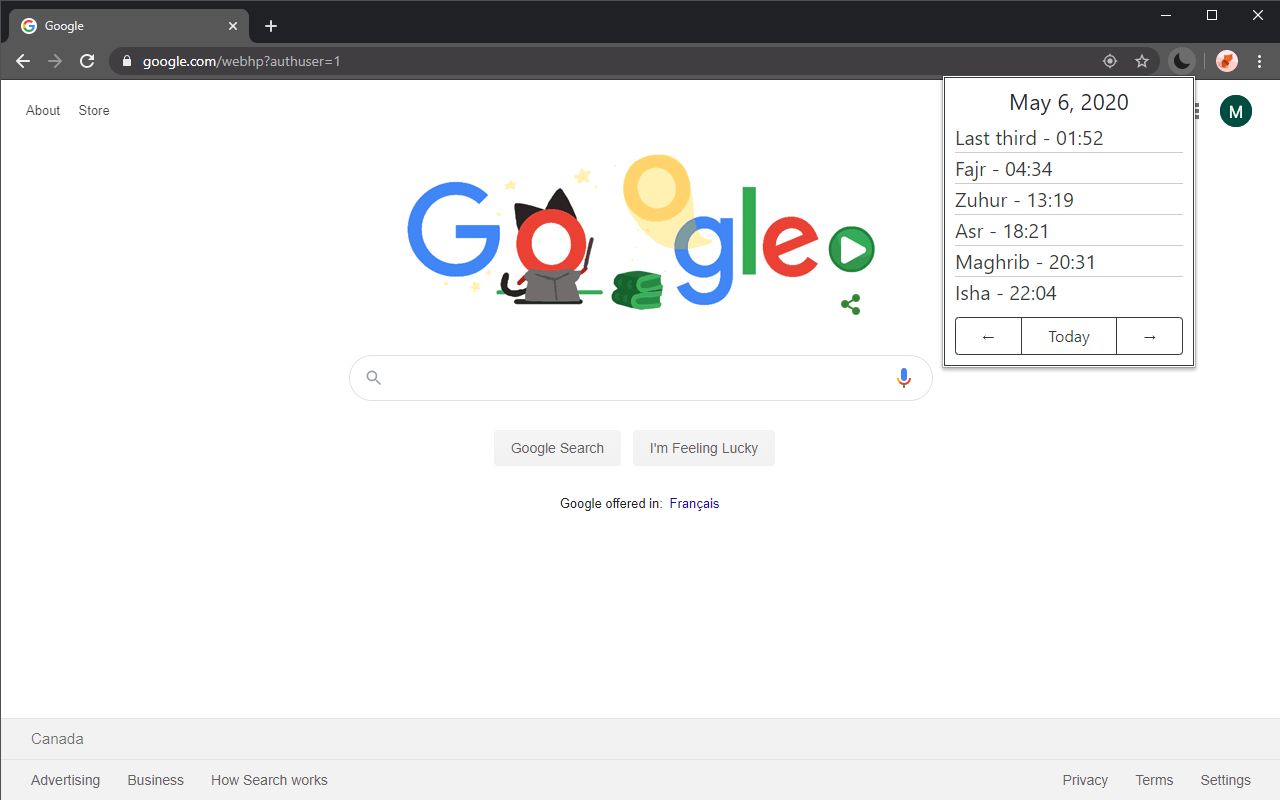 Google
google.com/webhp?authuser=1
About Store
M
May 6, 2020
Last third - 01:52
Fajr - 04:34
Zuhur - 13:19
Asr - 18:21
Maghrib - 20:31
Isha - 22:04
← Today →
Google
Google Search I'm Feeling Lucky
Google offered in: Français
Canada
Advertising Business How Search works Privacy Terms Settings